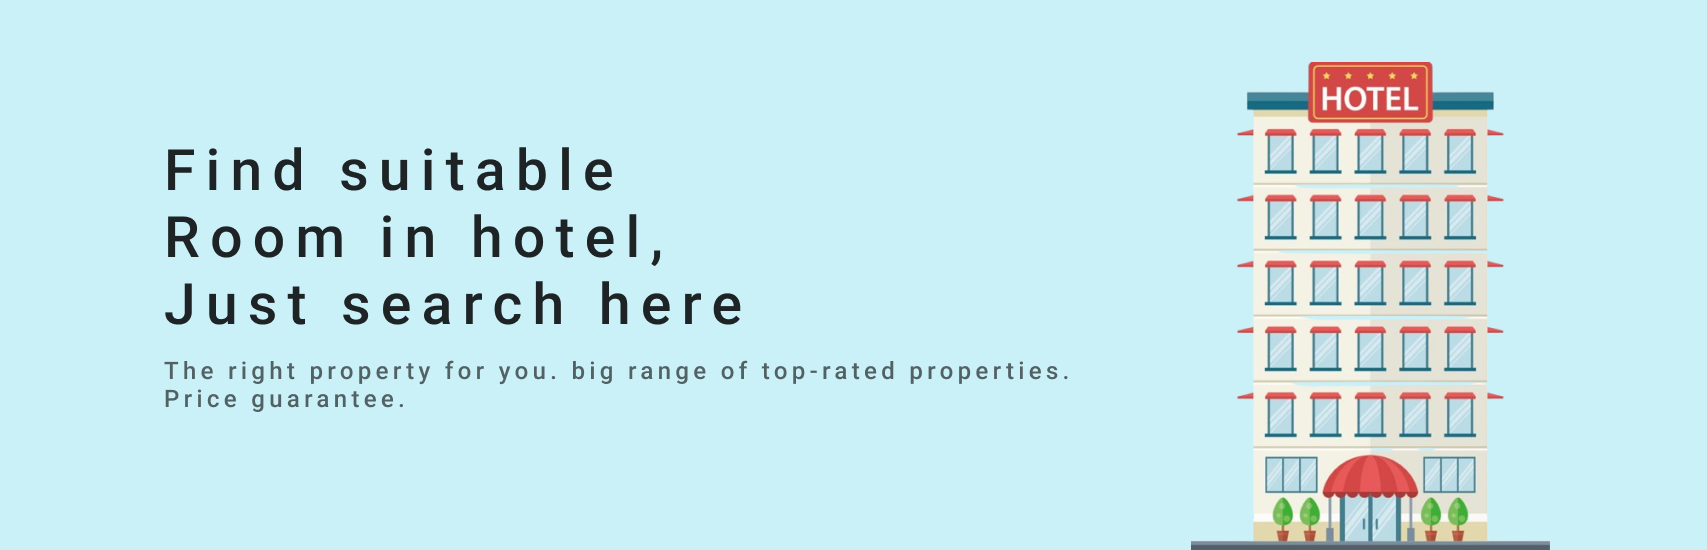 Find suitable
Room in hotel,
Just search here
The right property for you. big range of top-rated properties.
Price guarantee.
HOTEL